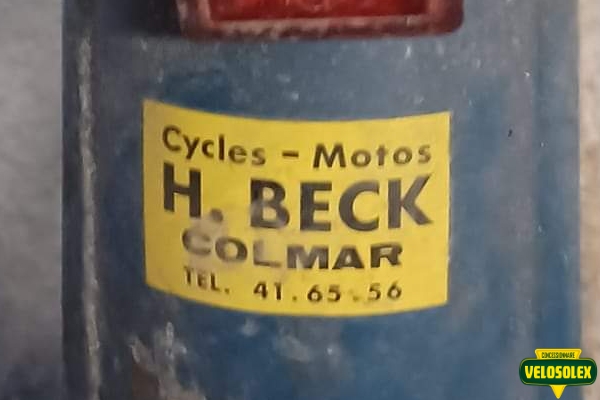 Cycles - Motos
H. BECK
COLMAR
TEL. 41.65.56
CONCESSIONNAIRE
VELOSOLEX